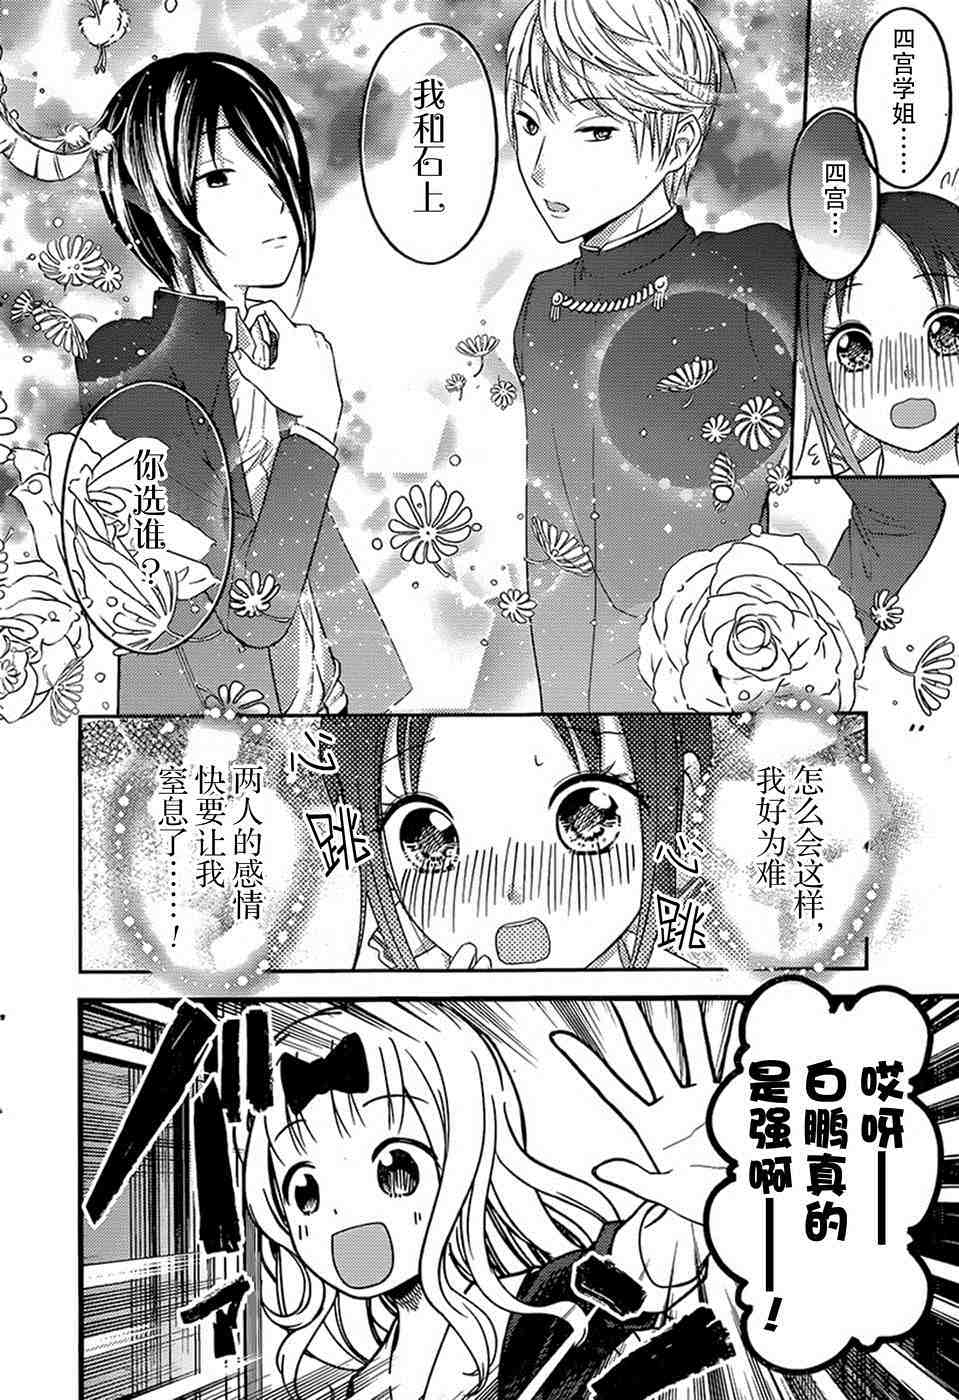 四宫学姐……
四宫…
我和石上
你选谁？
怎么会这样，
我好为难
跳
跳
两人的感情
快要让我
窒息了……！
哎呀——
白鹏真的
是强啊——！